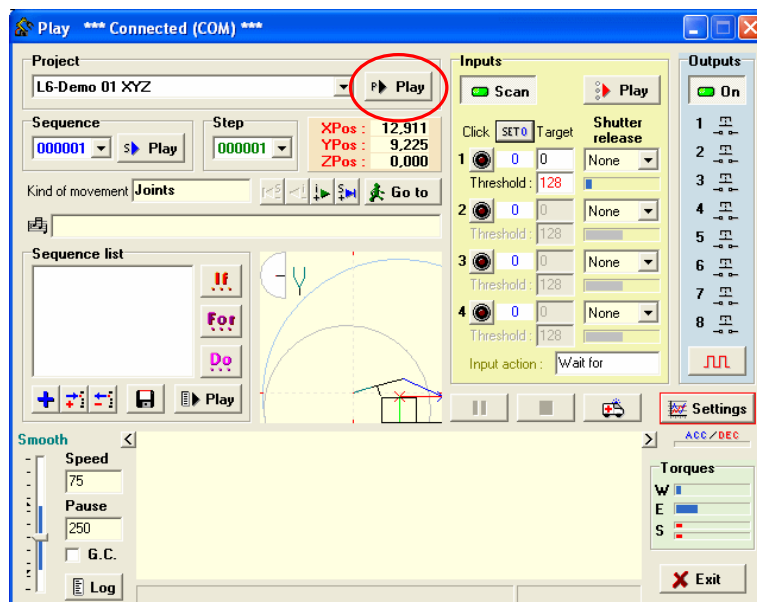 Play *** Connected (COM) ***
Project
L6-Demo 01 XYZ
P Play
Sequence
000001
S Play
Step
000001
XPos : 12,911
YPos : 9,225
ZPos : 0,000
Kind of movement Joints
Go to
Sequence list
If
...
For
...
Do
...
Play
Inputs
Scan
Play
Click SET 0 Target Shutter release
1 0 0 None
Threshold : 128
2 0 0 None
Threshold : 128
3 0 0 None
Threshold : 128
4 0 0 None
Threshold : 128
Input action : Wait for
Outputs
On
1
2
3
4
5
6
7
8
Settings
Smooth
Speed
75
Pause
250
G.C.
Log
< >
ACC/DEC
Torques
W
E
S
Exit